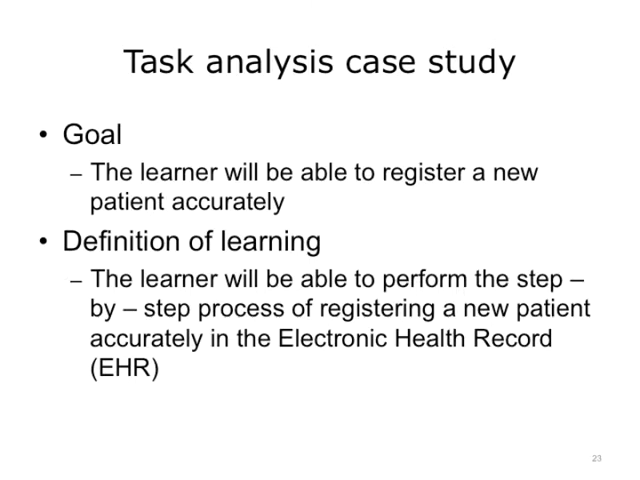 Task analysis case study
• Goal
– The learner will be able to register a new
patient accurately
• Definition of learning
– The learner will be able to perform the step –
by – step process of registering a new patient
accurately in the Electronic Health Record
(EHR)
23